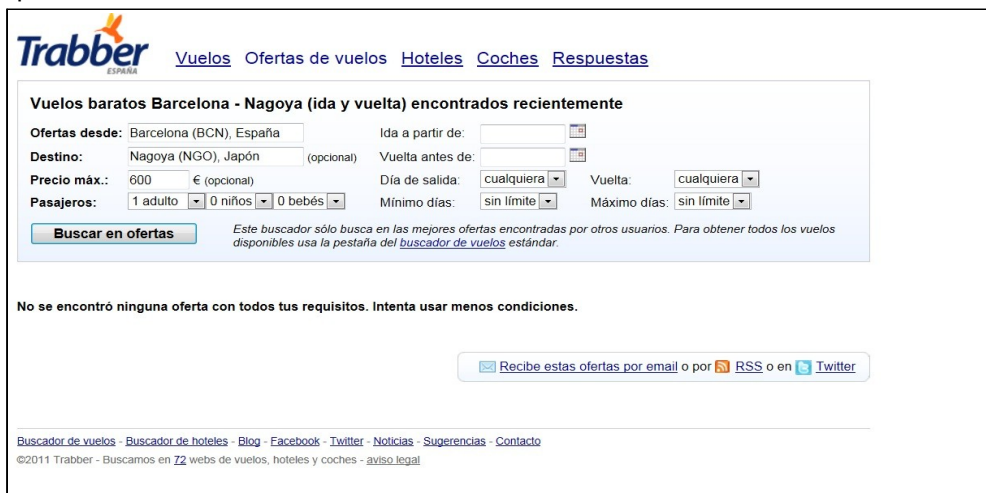 Trabber
ESPAÑA
Vuelos Ofertas de vuelos Hoteles Coches Respuestas
Vuelos baratos Barcelona - Nagoya (ida y vuelta) encontrados recientemente
Ofertas desde: Barcelona (BCN), España Ida a partir de:
Destino: Nagoya (NGO), Japón (opcional) Vuelta antes de:
Precio máx.: 600 € (opcional) Día de salida: cualquiera Vuelta: cualquiera
Pasajeros: 1 adulto 0 niños 0 bebés Mínimo días: sin límite Máximo días: sin límite
Buscar en ofertas
Este buscador sólo busca en las mejores ofertas encontradas por otros usuarios. Para obtener todos los vuelos
disponibles usa la pestaña del buscador de vuelos estándar.
No se encontró ninguna oferta con todos tus requisitos. Intenta usar menos condiciones.
Recibe estas ofertas por email o por RSS o en Twitter
Buscador de vuelos - Buscador de hoteles - Blog - Facebook - Twitter - Noticias - Sugerencias - Contacto
©2011 Trabber - Buscamos en 72 webs de vuelos, hoteles y coches - aviso legal